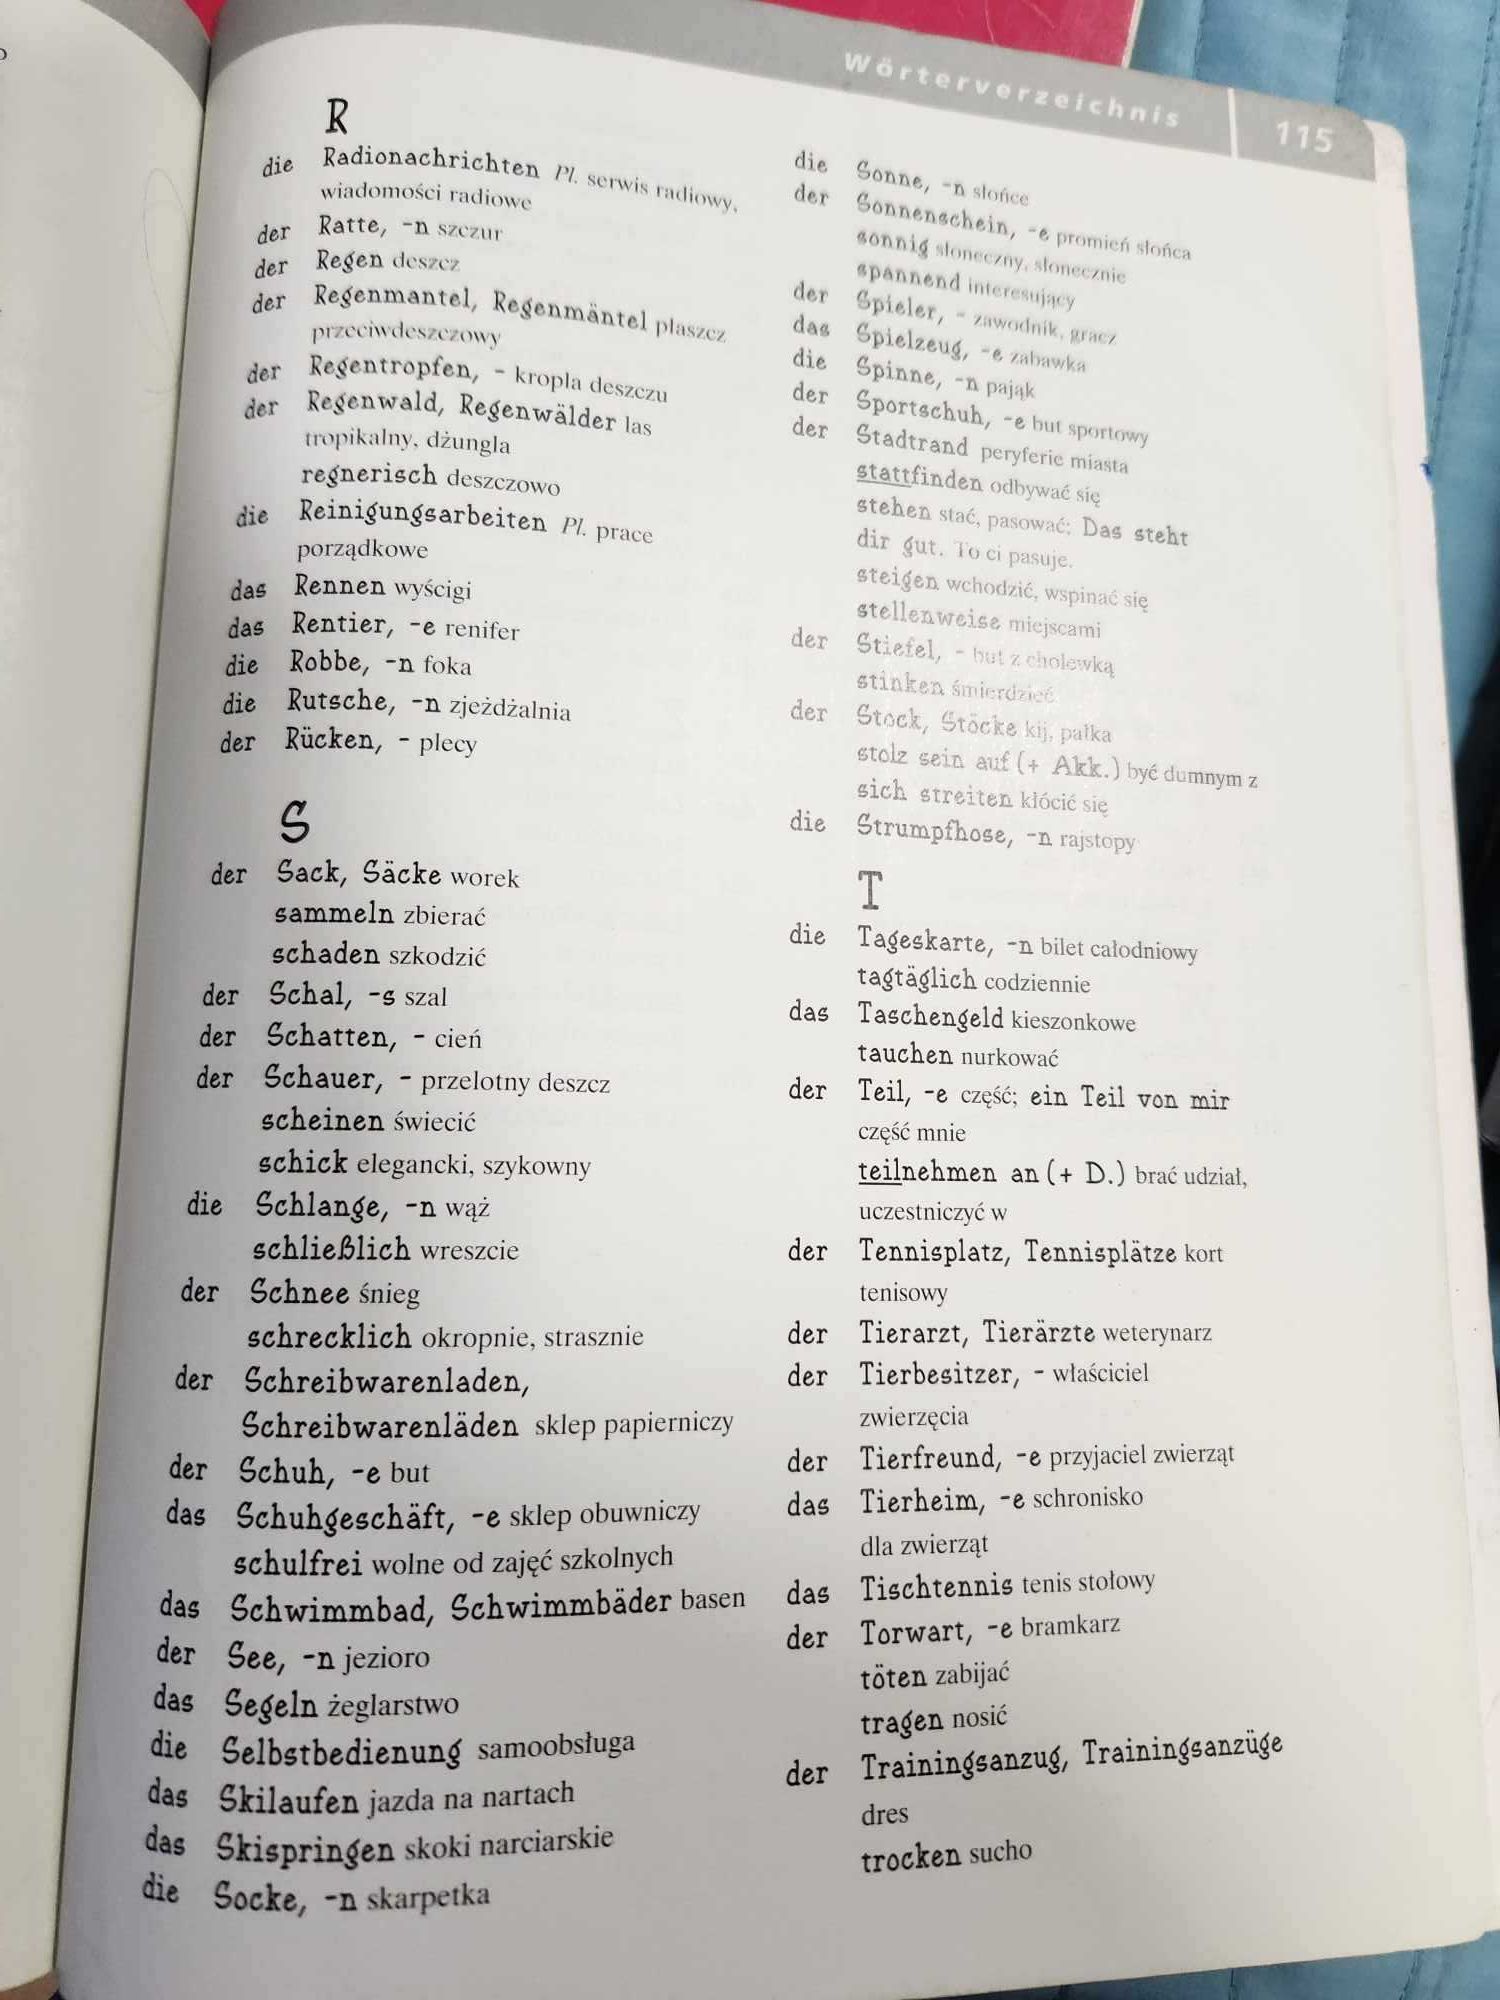 Wörterverzeichnis 115
R
die Radionachrichten Pl. serwis radiowy,
wiadomości radiowe
der Ratte, -n szczur
der Regen deszcz
der Regenmantel, Regenmäntel płaszcz
przeciwdeszczowy
der Regentropfen, - kropla deszczu
der Regenwald, Regenwälder las
tropikalny, dżungla
regnerisch deszczowo
die Reinigungsarbeiten Pl. prace
porządkowe
das Rennen wyścigi
das Rentier, -e renifer
die Robbe, -n foka
die Rutsche, -n zjeżdżalnia
der Rücken, - plecy
S
der Sack, Säcke worek
sammeln zbierać
schaden szkodzić
der Schal, -s szal
der Schatten, - cień
der Schauer, - przelotny deszcz
scheinen świecić
schick elegancki, szykowny
die Schlange, -n wąż
schließlich wreszcie
der Schnee śnieg
schrecklich okropnie, strasznie
der Schreibwarenladen,
Schreibwarenläden sklep papierniczy
der Schuh, -e but
das Schuhgeschäft, -e sklep obuwniczy
schulfrei wolne od zajęć szkolnych
das Schwimmbad, Schwimmbäder basen
der See, -n jezioro
das Segeln żeglarstwo
die Selbstbedienung samoobsługa
das Skilaufen jazda na nartach
das Skispringen skoki narciarskie
die Socke, -n skarpetka
die Sonne, -n słońce
der Sonnenschein, -e promień słońca
sonnig słoneczny, słonecznie
spannend interesujący
der Spieler, - zawodnik, gracz
das Spielzeug, -e zabawka
die Spinne, -n pająk
der Sportschuh, -e but sportowy
der Stadtrand peryferie miasta
stattfinden odbywać się
stehen stać, pasować; Das steht
dir gut. To ci pasuje.
steigen wchodzić, wspinać się
stellenweise miejscami
der Stiefel, - but z cholewką
stinken śmierdzieć
der Stock, Stöcke kij, pałka
stolz sein auf (+ Akk.) być dumnym z
sich streiten kłócić się
die Strumpfhose, -n rajstopy
T
die Tageskarte, -n bilet całodniowy
tagtäglich codziennie
das Taschengeld kieszonkowe
tauchen nurkować
der Teil, -e część; ein Teil von mir
część mnie
teilnehmen an (+ D.) brać udział,
uczestniczyć w
der Tennisplatz, Tennisplätze kort
tenisowy
der Tierarzt, Tierärzte weterynarz
der Tierbesitzer, - właściciel
zwierzęcia
der Tierfreund, -e przyjaciel zwierząt
das Tierheim, -e schronisko
dla zwierząt
das Tischtennis tenis stołowy
der Torwart, -e bramkarz
töten zabijać
tragen nosić
der Trainingsanzug, Trainingsanzüge
dres
trocken sucho